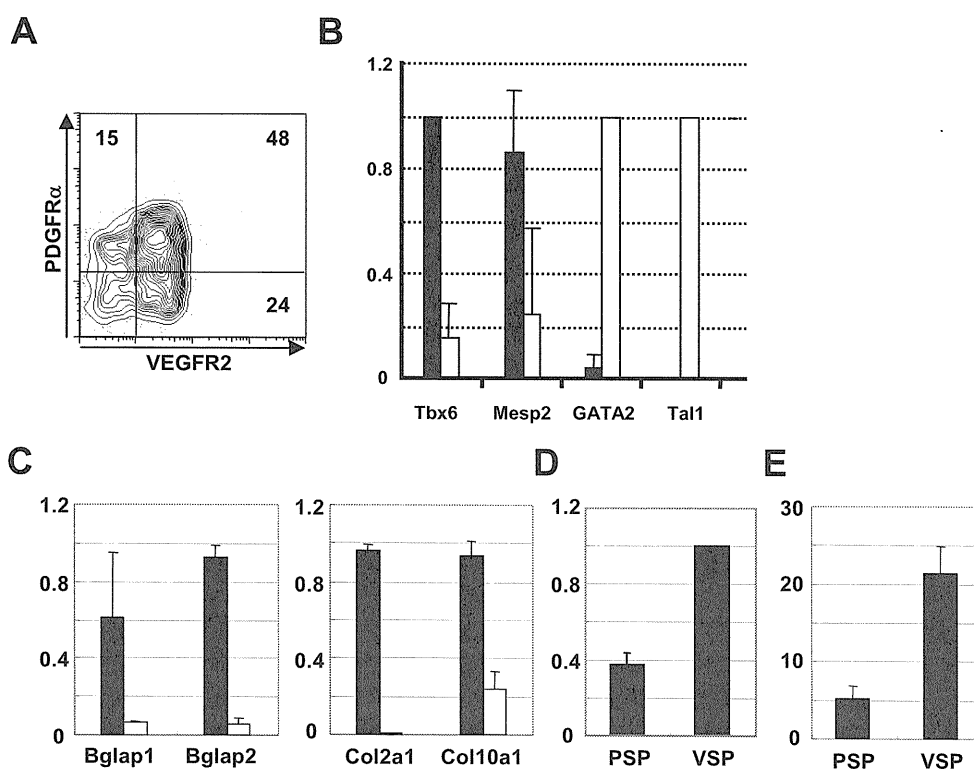 A
B
15
48
24
PDGFRα
VEGFR2
1.2
0.8
0.4
0
Tbx6
Mesp2
GATA2
Tal1
C
D
E
1.2
0.8
0.4
0
Bglap1
Bglap2
1.2
0.8
0.4
0
Col2a1
Col10a1
1.2
0.8
0.4
0
PSP
VSP
30
20
10
0
PSP
VSP